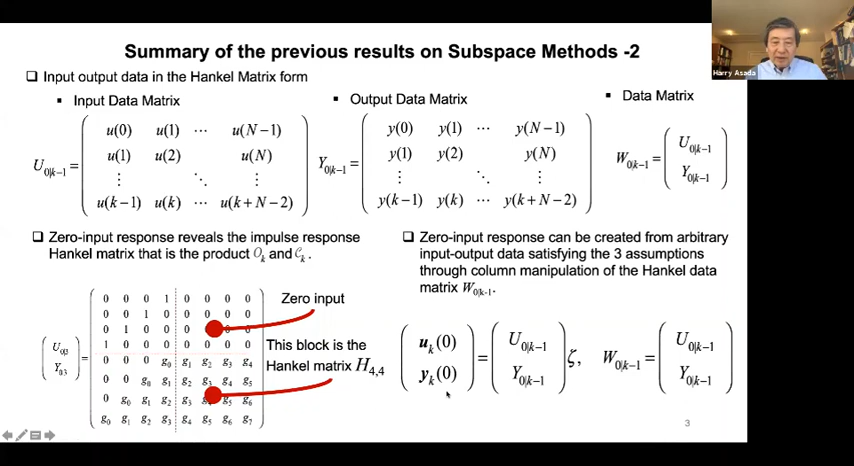 Summary of the previous results on Subspace Methods -2
Harry Asada
❑ Input output data in the Hankel Matrix form
▪ Input Data Matrix
▪ Output Data Matrix
▪ Data Matrix
U0|k−1 = ( u(0) u(1) ⋯ u(N−1)
u(1) u(2) u(N)
⋮ ⋱ ⋮
u(k−1) u(k) ⋯ u(k+N−2) )
Y0|k−1 = ( y(0) y(1) ⋯ y(N−1)
y(1) y(2) y(N)
⋮ ⋱ ⋮
y(k−1) y(k) ⋯ y(k+N−2) )
W0|k−1 = ( U0|k−1
Y0|k−1 )
❑ Zero-input response reveals the impulse response
Hankel matrix that is the product Ok and Ck.
( U0|3
Y0|3 ) =
0 0 0 1 0 0 0 0
0 0 1 0 0 0 0 0
0 1 0 0 0 0
1 0 0 0 0 0 0 0
0 0 0 g0 g1 g2 g3 g4
0 0 g0 g1 g2 g3 g4 g5
0 g0 g1 g2 g3 g4 g5 g6
g0 g1 g2 g3 g4 g5 g6 g7
Zero input
This block is the
Hankel matrix H4,4
❑ Zero-input response can be created from arbitrary
input-output data satisfying the 3 assumptions
through column manipulation of the Hankel data
matrix W0|k-1.
( uk(0)
yk(0) ) = ( U0|k−1
Y0|k−1 ) ζ, W0|k−1 = ( U0|k−1
Y0|k−1 )
3